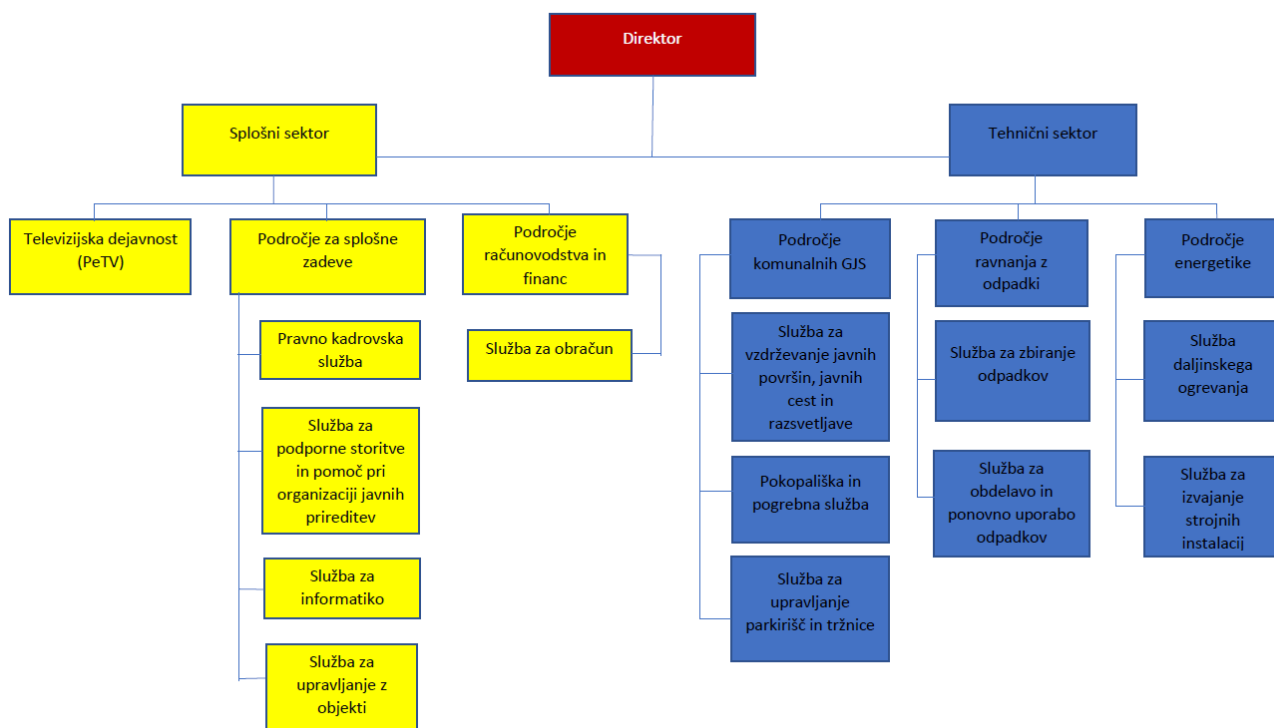 Direktor
Splošni sektor
Tehnični sektor
Televizijska dejavnost
(PeTV)
Področje za splošne
zadeve
Področje
računovodstva in
financ
Pravno kadrovska
služba
Služba za
podporne storitve
in pomoč pri
organizaciji javnih
prireditev
Služba za
informatiko
Služba za
upravljanje z
objekti
Služba za obračun
Področje
komunalnih GJS
Služba za
vzdrževanje javnih
površin, javnih
cest in
razsvetljave
Pokopališka in
pogrebna služba
Služba za
upravljanje
parkirišč in tržnice
Področje
ravnanja z
odpadki
Služba za zbiranje
odpadkov
Služba za
obdelavo in
ponovno uporabo
odpadkov
Področje
energetike
Služba
daljinskega
ogrevanja
Služba za
izvajanje
strojnih
instalacij